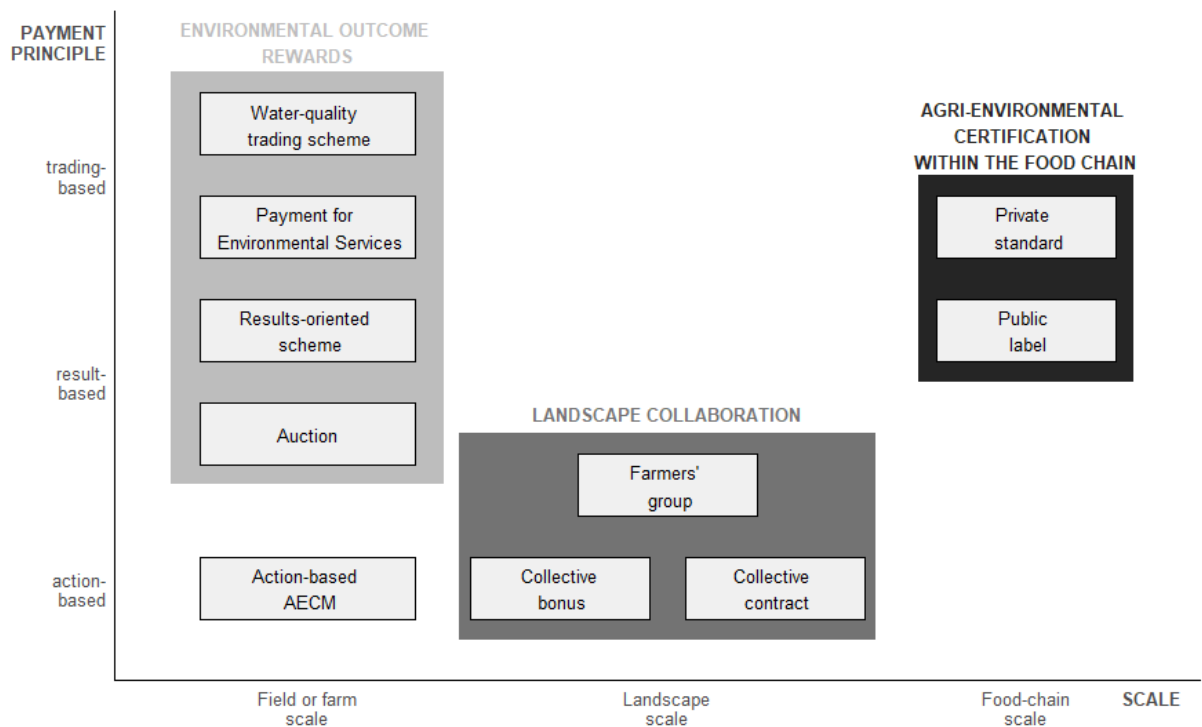 PAYMENT
PRINCIPLE
ENVIRONMENTAL OUTCOME
REWARDS
Water-quality
trading scheme
AGRI-ENVIRONMENTAL
CERTIFICATION
WITHIN THE FOOD CHAIN
trading-
based
Payment for
Environmental Services
Private
standard
Results-oriented
scheme
Public
label
result-
based
Auction
LANDSCAPE COLLABORATION
Farmers'
group
action-
based
Action-based
AECM
Collective
bonus
Collective
contract
Field or farm
scale
Landscape
scale
Food-chain
scale
SCALE